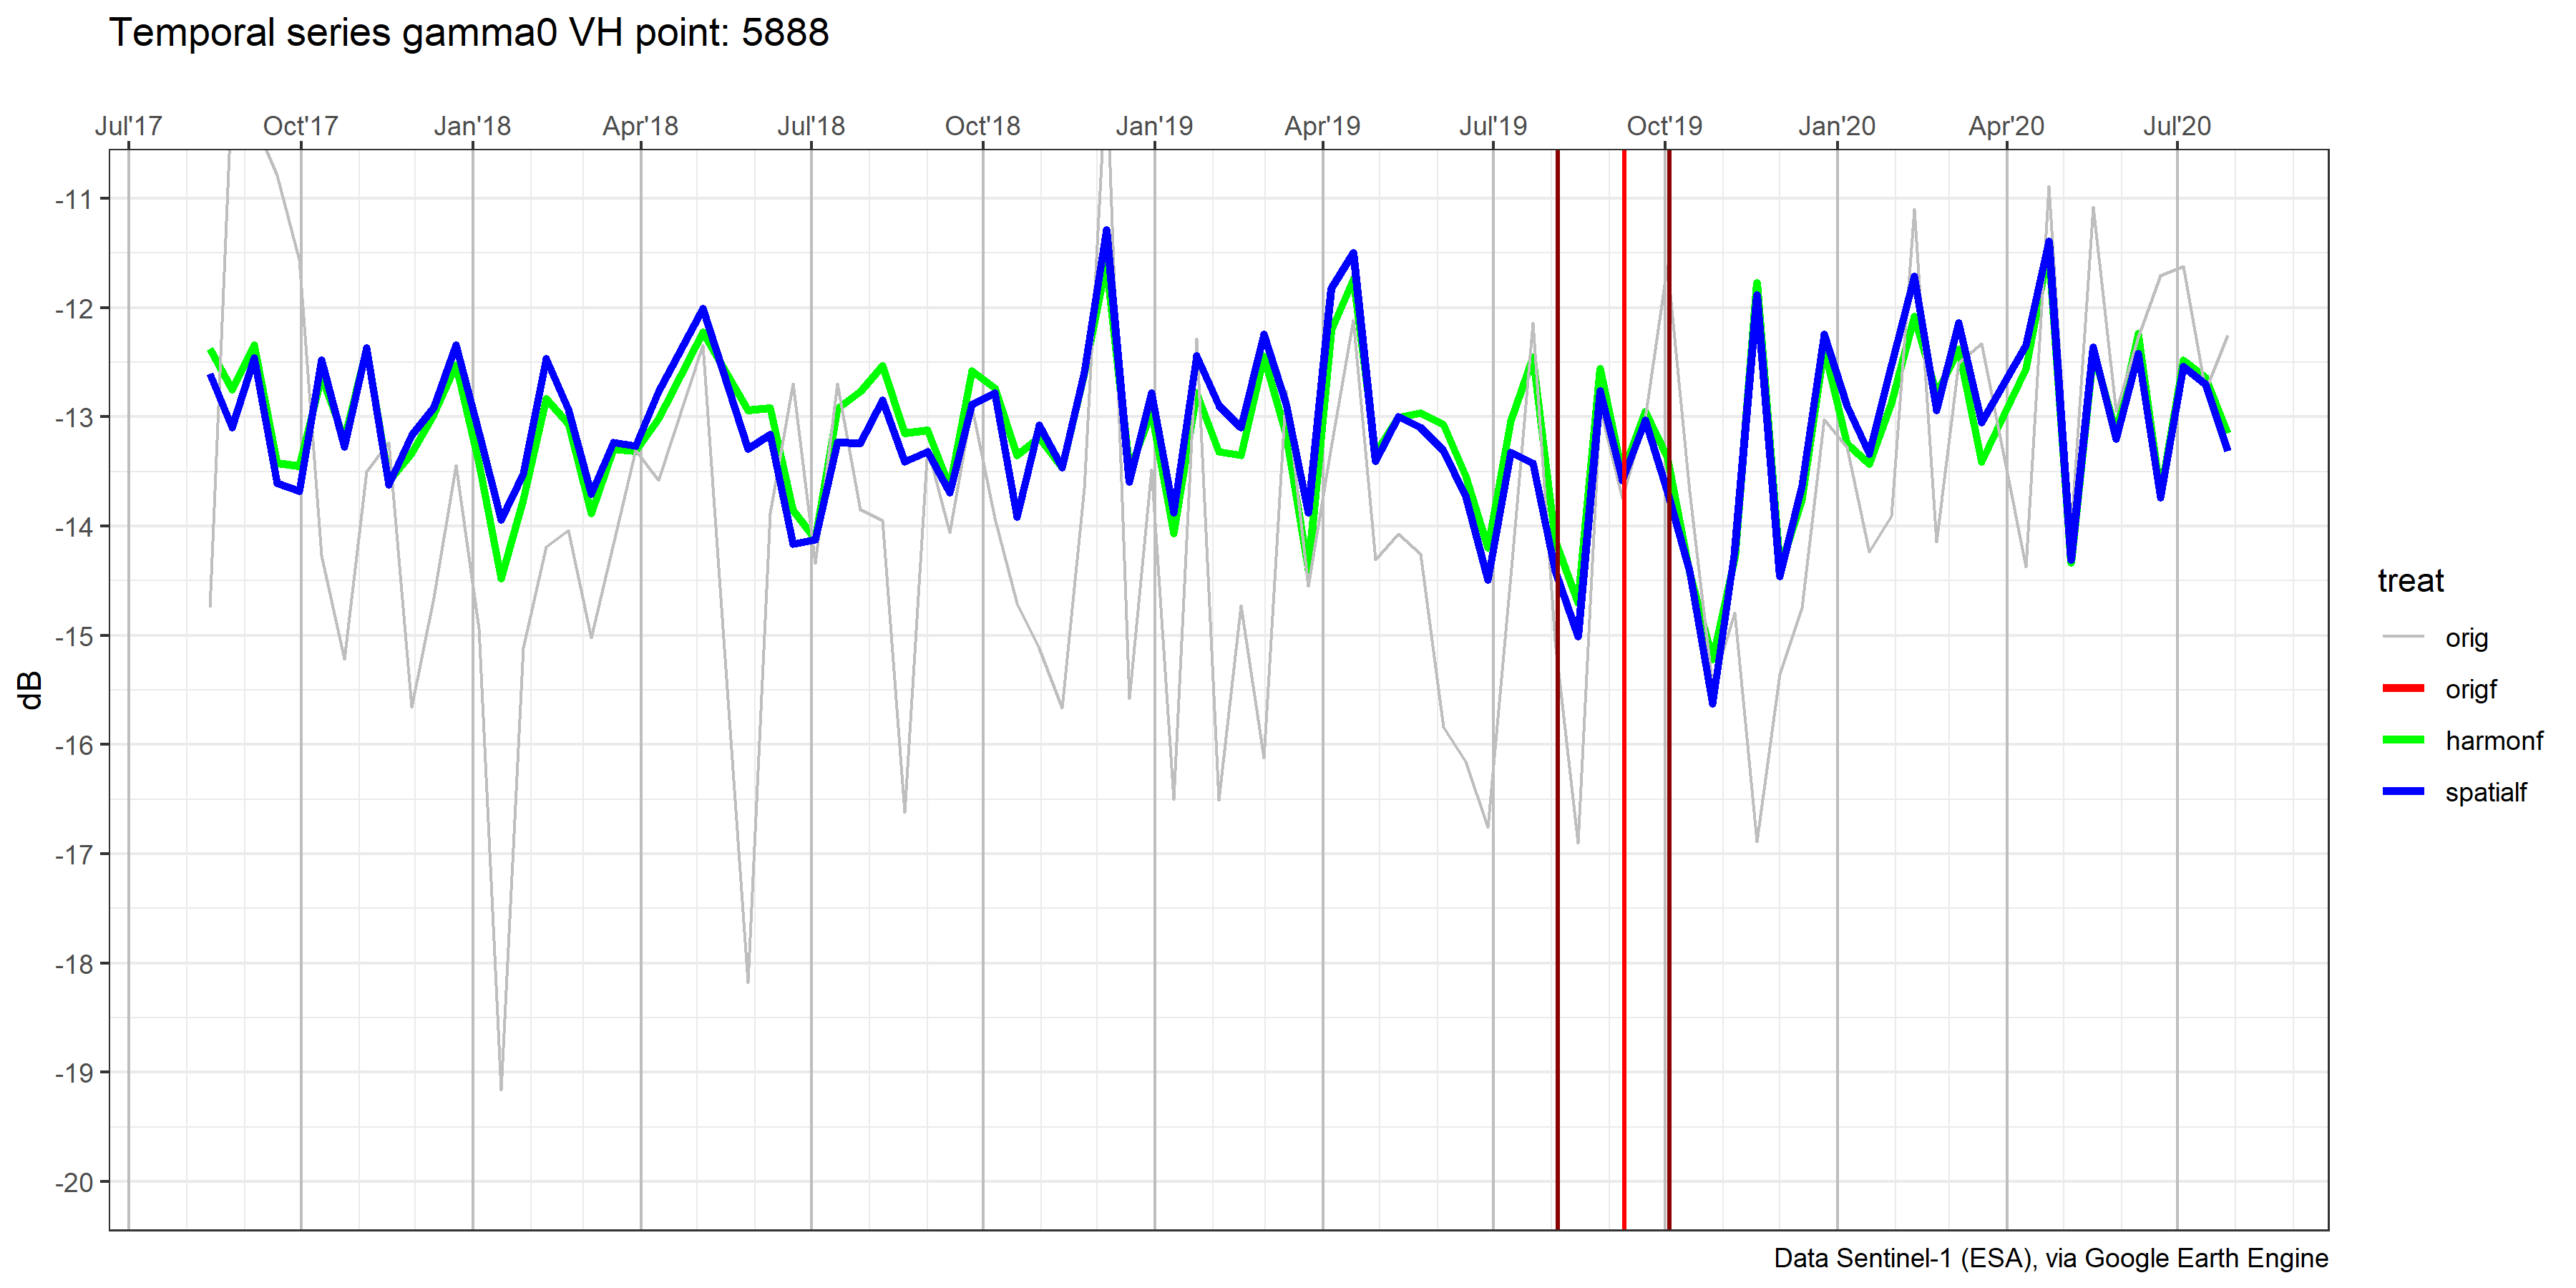 Temporal series gamma0 VH point: 5888
Jul'17 Oct'17 Jan'18 Apr'18 Jul'18 Oct'18 Jan'19 Apr'19 Jul'19 Oct'19 Jan'20 Apr'20 Jul'20
-11
-12
-13
-14
-15
-16
-17
-18
-19
-20
dB
treat
orig
origf
harmonf
spatialf
Data Sentinel-1 (ESA), via Google Earth Engine